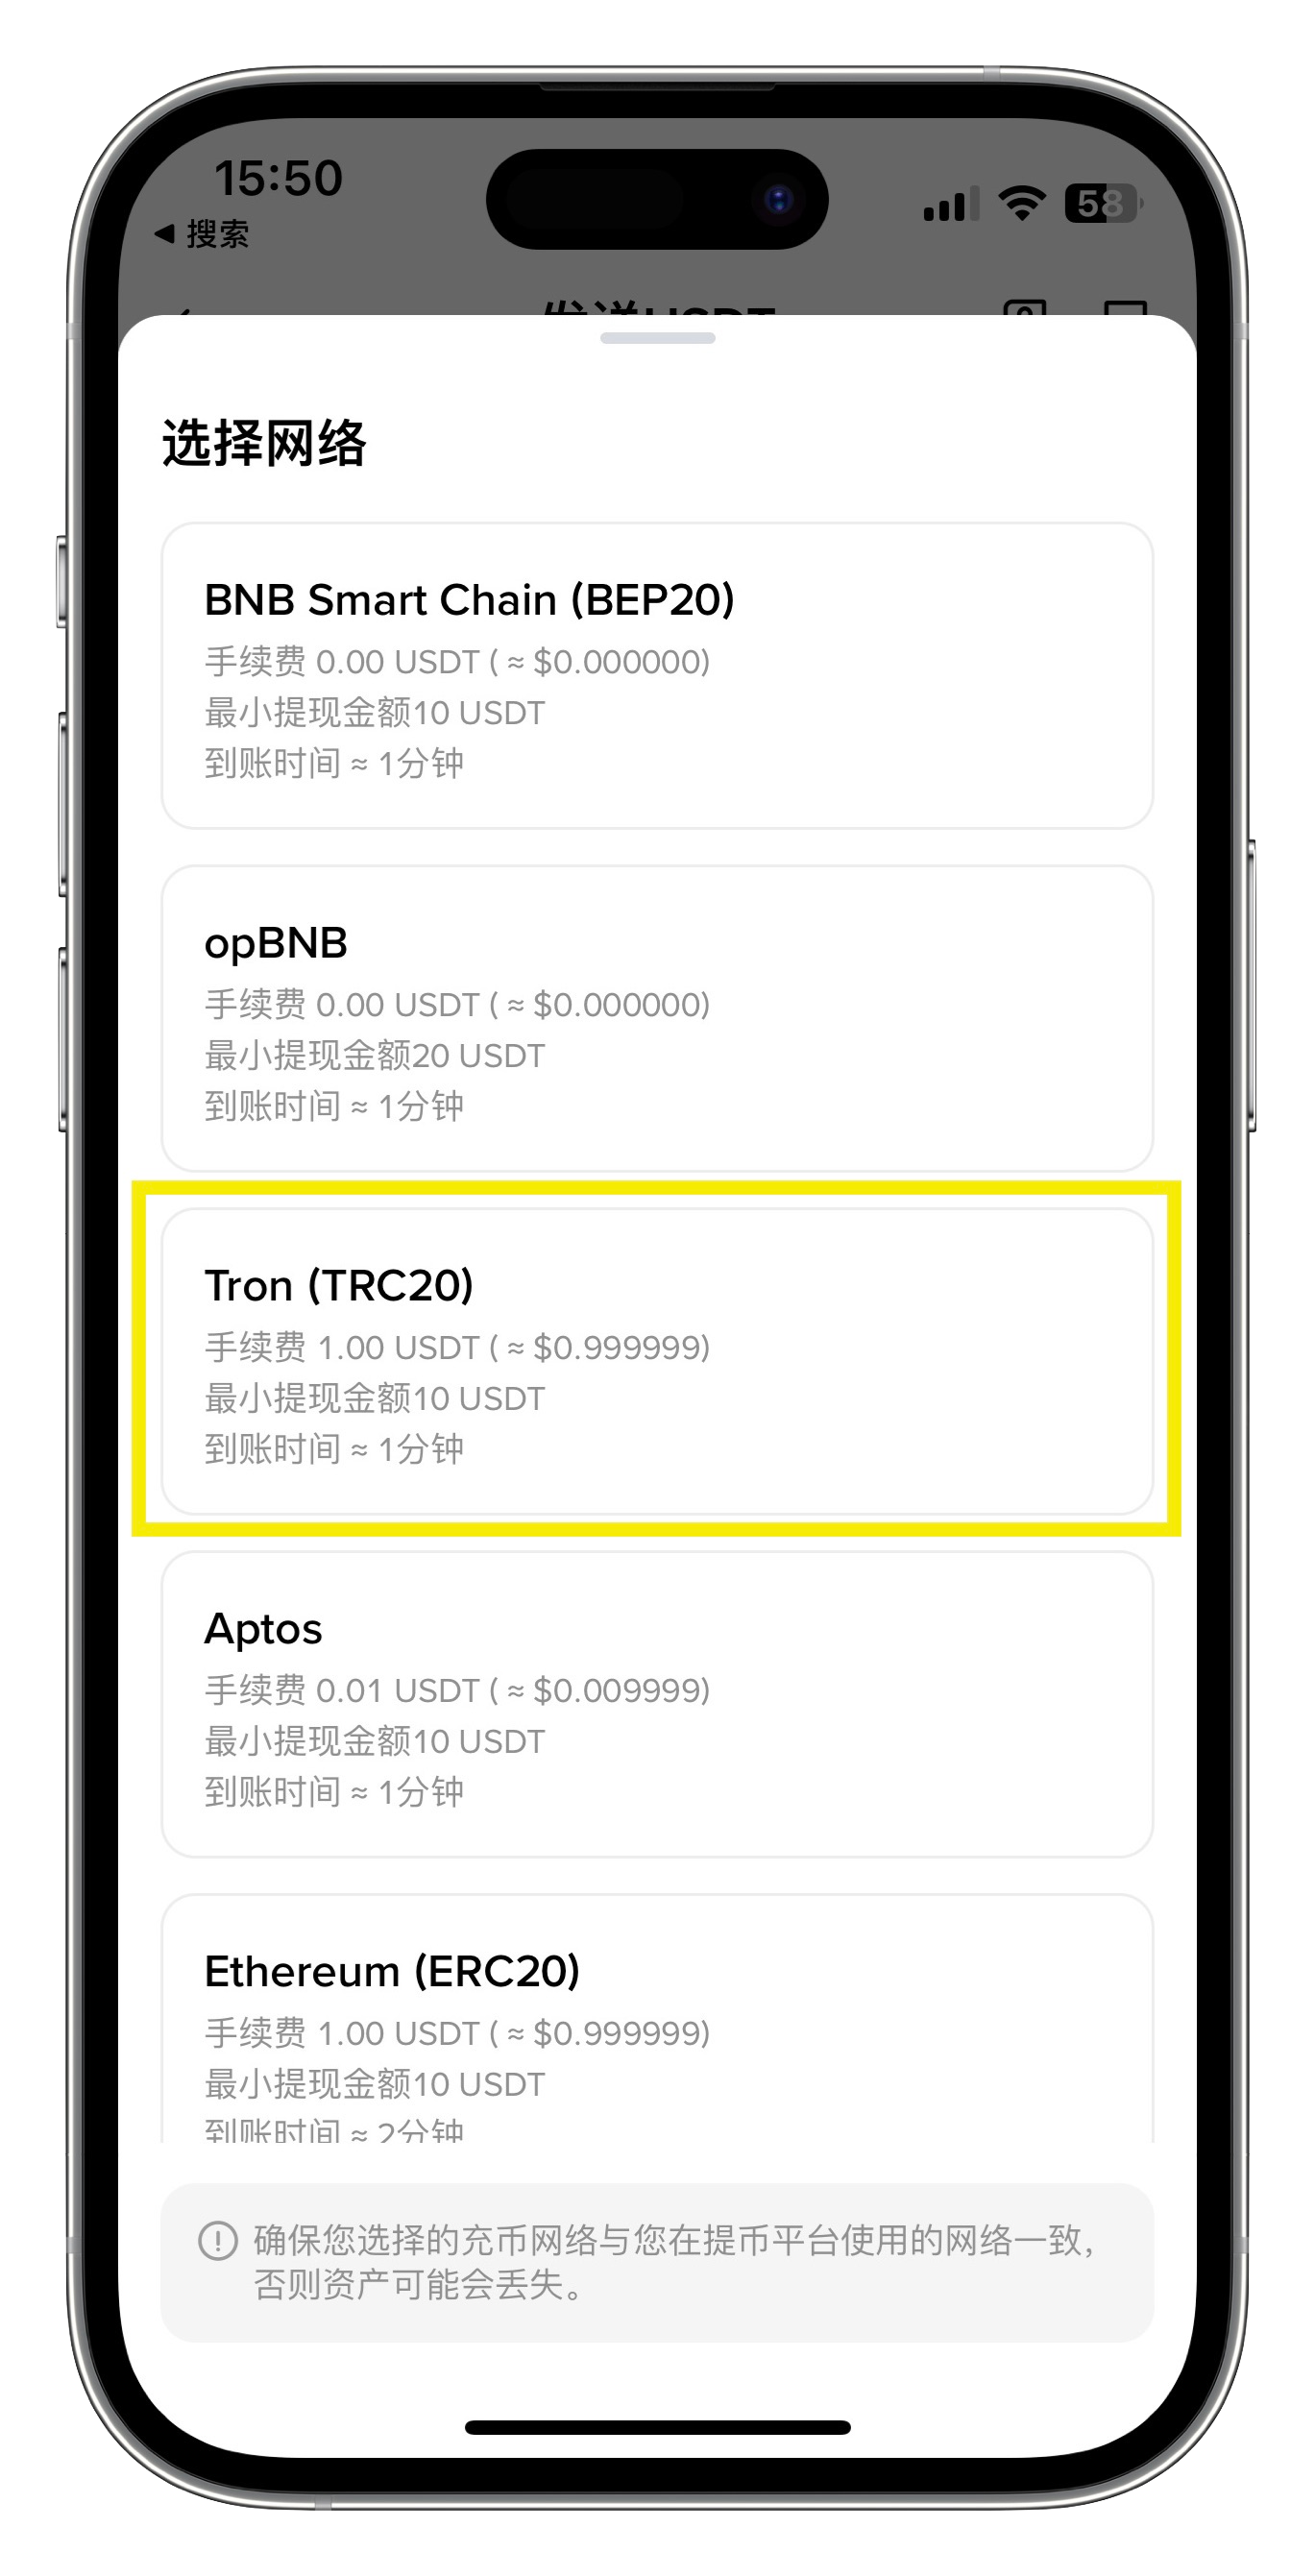 15:50
58
◀ 搜索
发送USDT
选择网络
BNB Smart Chain (BEP20)
手续费 0.00 USDT ( ≈ $0.000000)
最小提现金额10 USDT
到账时间 ≈ 1分钟
opBNB
手续费 0.00 USDT ( ≈ $0.000000)
最小提现金额20 USDT
到账时间 ≈ 1分钟
Tron (TRC20)
手续费 1.00 USDT ( ≈ $0.999999)
最小提现金额10 USDT
到账时间 ≈ 1分钟
Aptos
手续费 0.01 USDT ( ≈ $0.009999)
最小提现金额10 USDT
到账时间 ≈ 1分钟
Ethereum (ERC20)
手续费 1.00 USDT ( ≈ $0.999999)
最小提现金额10 USDT
到账时间 ≈ 2分钟
确保您选择的充币网络与您在提币平台使用的网络一致，
否则资产可能会丢失。